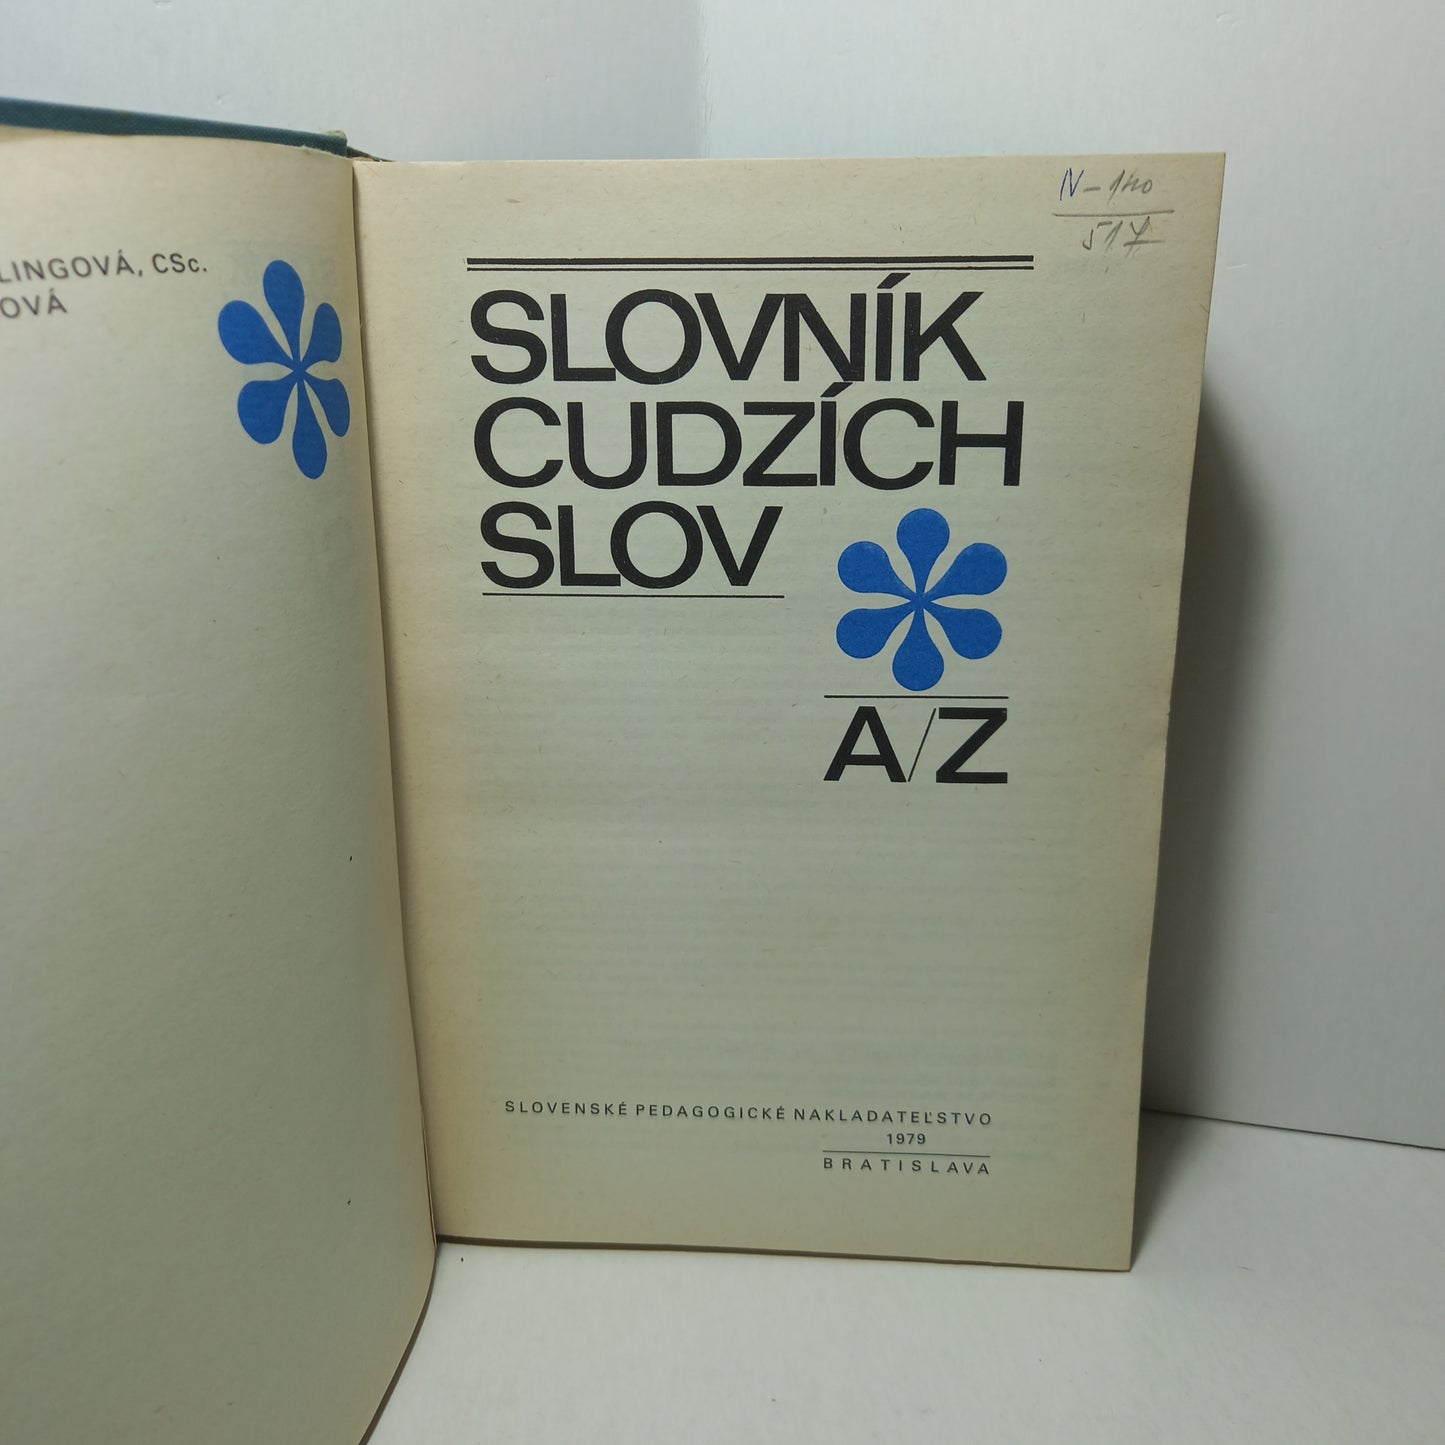 LINGOVÁ, CSc.
OVÁ
N-140
517
SLOVNÍK
CUDZÍCH
SLOV
A/Z
SLOVENSKÉ PEDAGOGICKÉ NAKLADATEĽSTVO
1979
BRATISLAVA